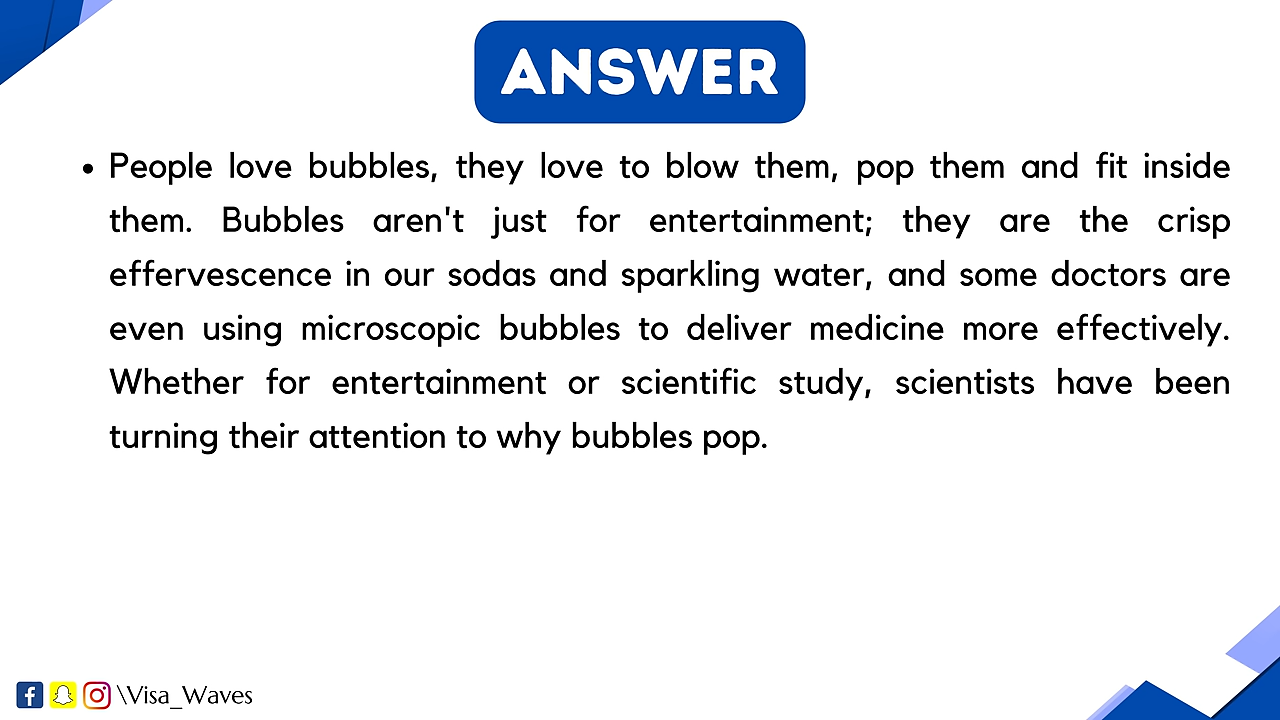 ANSWER
• People love bubbles, they love to blow them, pop them and fit inside
them. Bubbles aren't just for entertainment; they are the crisp
effervescence in our sodas and sparkling water, and some doctors are
even using microscopic bubbles to deliver medicine more effectively.
Whether for entertainment or scientific study, scientists have been
turning their attention to why bubbles pop.
\Visa_Waves